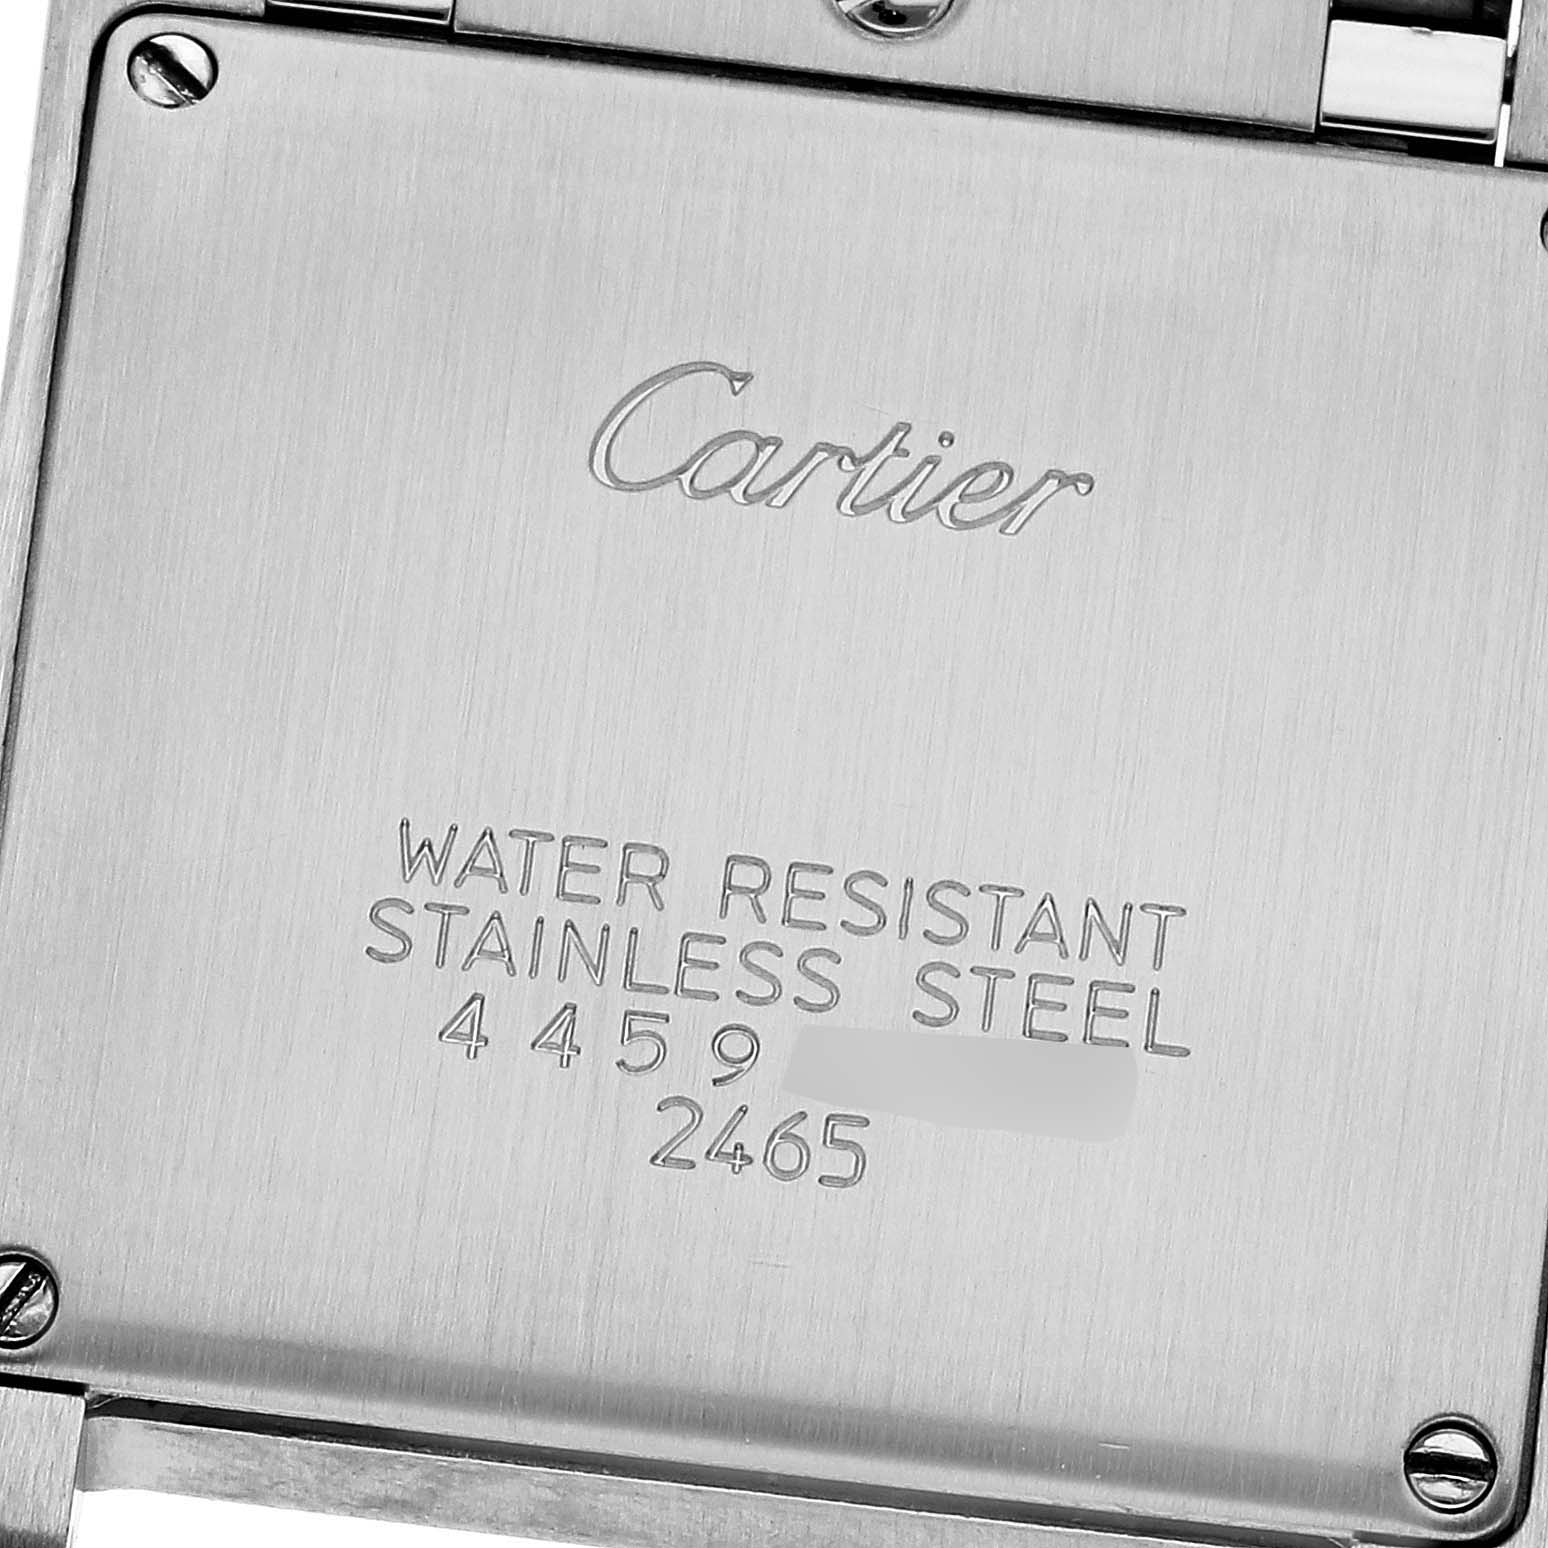 Cartier
WATER RESISTANT
STAINLESS STEEL
4459
2465